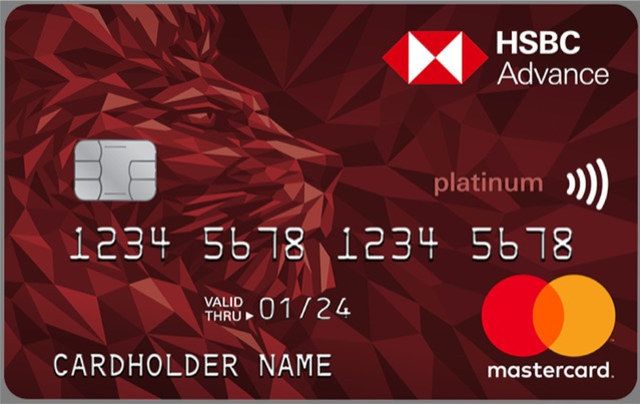 HSBC
Advance
platinum
1234 5678 1234 5678
VALID
THRU ▸ 01/24
CARDHOLDER NAME
mastercard.